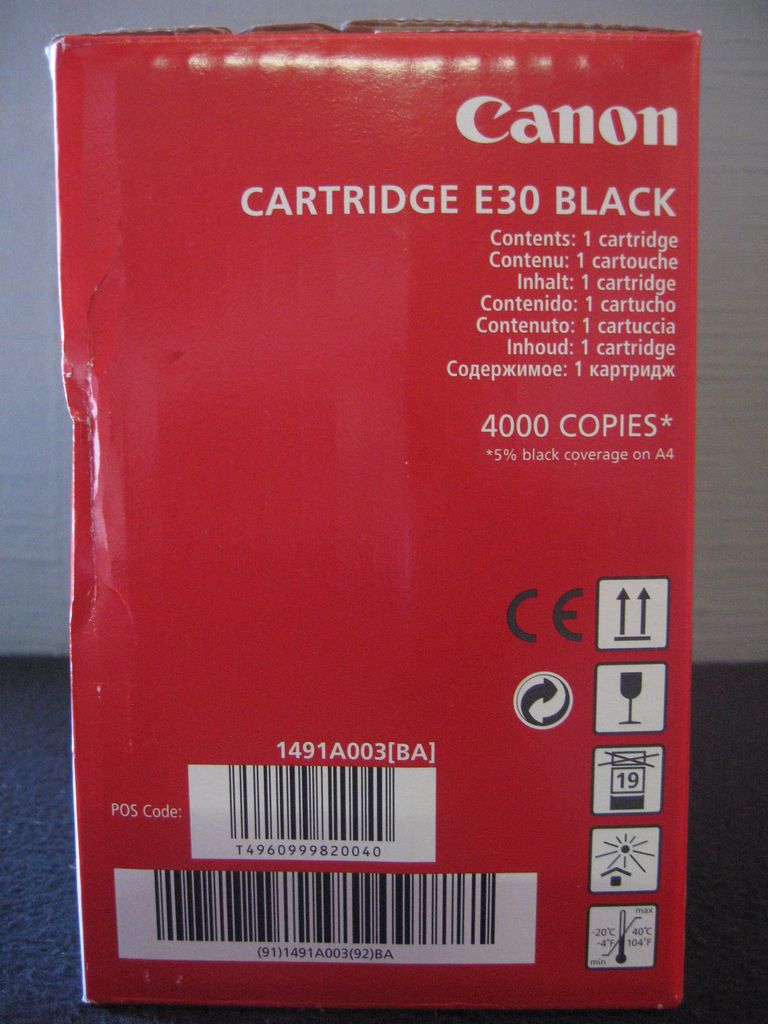 Canon
CARTRIDGE E30 BLACK
Contents: 1 cartridge
Contenu: 1 cartouche
Inhalt: 1 cartridge
Contenido: 1 cartucho
Contenuto: 1 cartuccia
Inhoud: 1 cartridge
Содержимое: 1 картридж
4000 COPIES*
*5% black coverage on A4
CE
19
1491A003[BA]
POS Code:
T4960999820040
(91)1491A003(92)BA
max
-20°C 40°C
-4°F 104°F
min